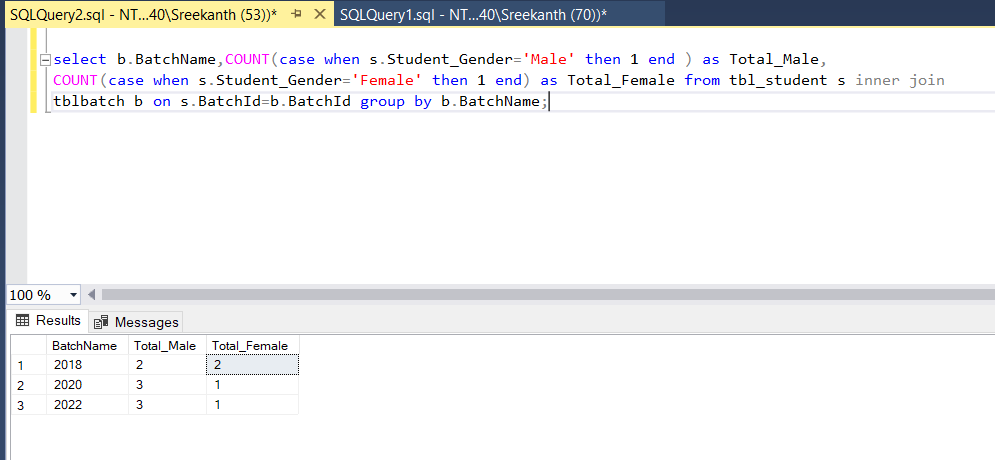 SQLQuery2.sql - NT...40\Sreekanth (53))* SQLQuery1.sql - NT...40\Sreekanth (70))*
select b.BatchName,COUNT(case when s.Student_Gender='Male' then 1 end ) as Total_Male,
COUNT(case when s.Student_Gender='Female' then 1 end) as Total_Female from tbl_student s inner join
tblbatch b on s.BatchId=b.BatchId group by b.BatchName;
100 %
Results Messages
BatchName Total_Male Total_Female
1 2018 2 2
2 2020 3 1
3 2022 3 1